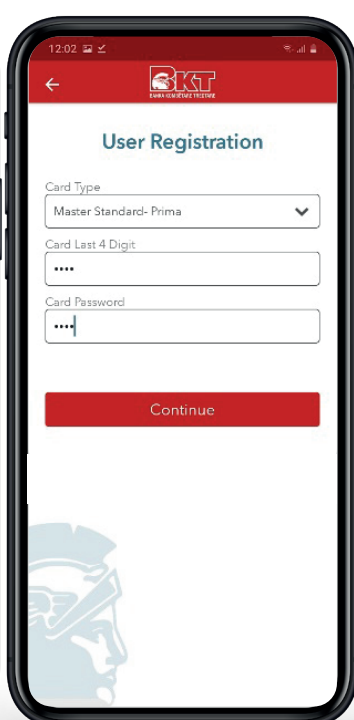 12:02
BKT
BANKA KOMBËTARE TREGTARE
User Registration
Card Type
Master Standard- Prima
Card Last 4 Digit
••••
Card Password
••••
Continue